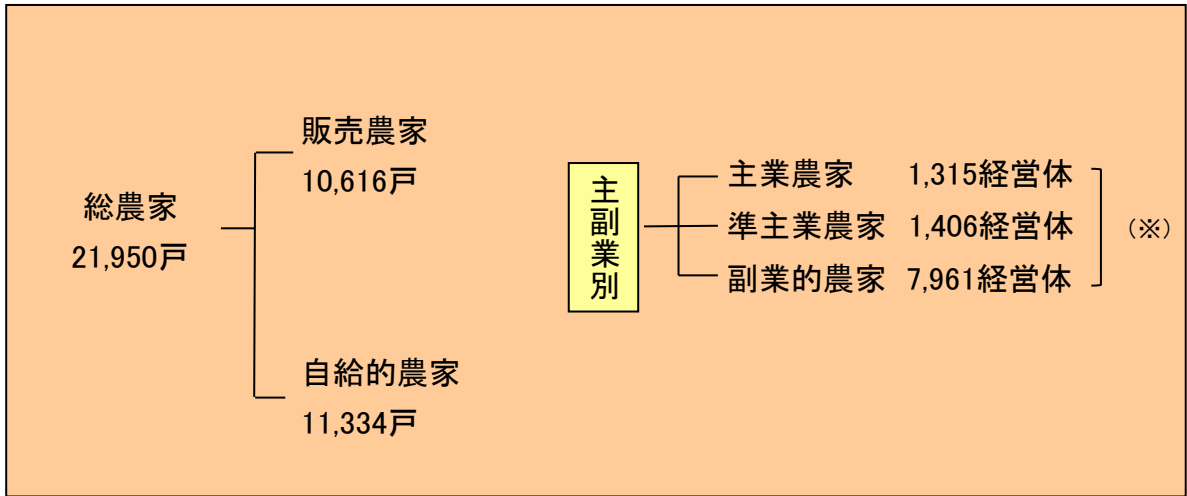 総農家
21,950戸
販売農家
10,616戸
自給的農家
11,334戸
主副業別
主業農家 1,315経営体
準主業農家 1,406経営体
副業的農家 7,961経営体
（※）